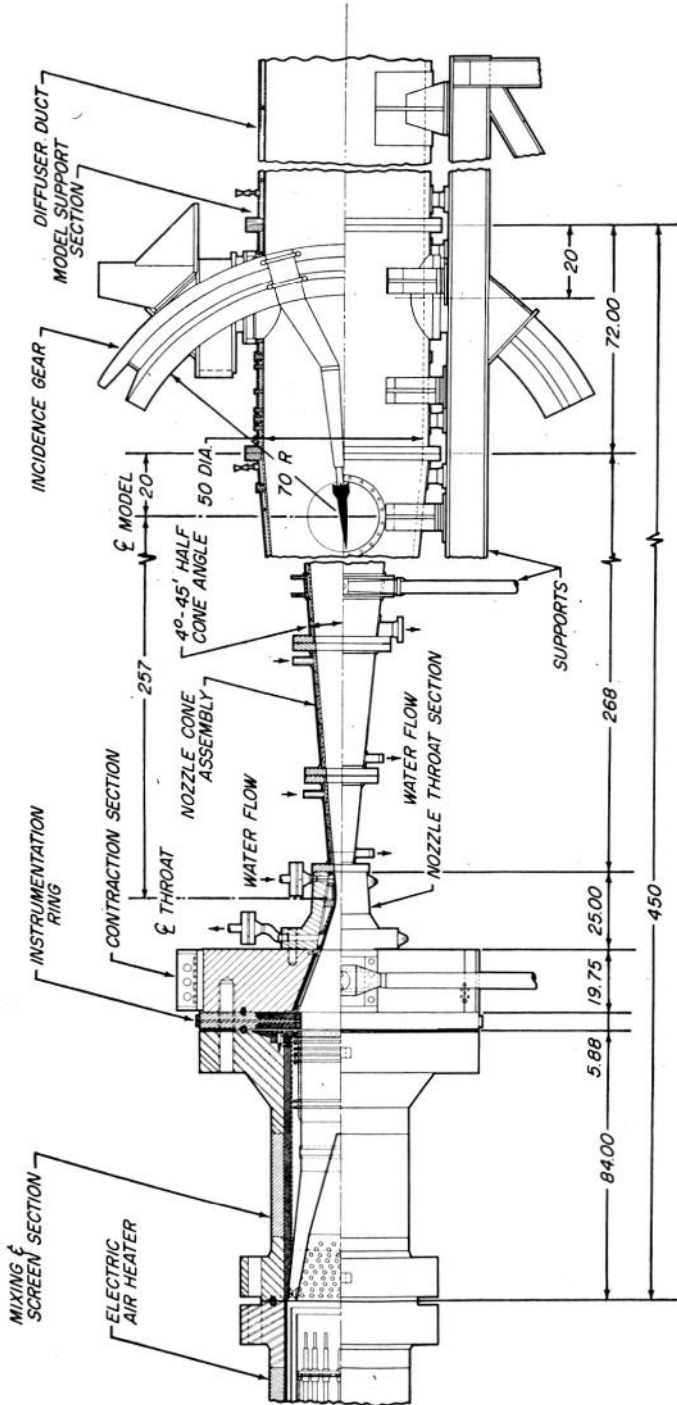 MIXING &
SCREEN SECTION
ELECTRIC
AIR HEATER
INSTRUMENTATION
RING
CONTRACTION SECTION
℄ THROAT
WATER FLOW
NOZZLE CONE
ASSEMBLY
4°-45' HALF
CONE ANGLE
257
℄ MODEL
20
50 DIA.
70 R
INCIDENCE GEAR
DIFFUSER DUCT
MODEL SUPPORT
SECTION
WATER FLOW
NOZZLE THROAT SECTION
SUPPORTS
84.00
5.88
19.75
25.00
268
72.00
20
450